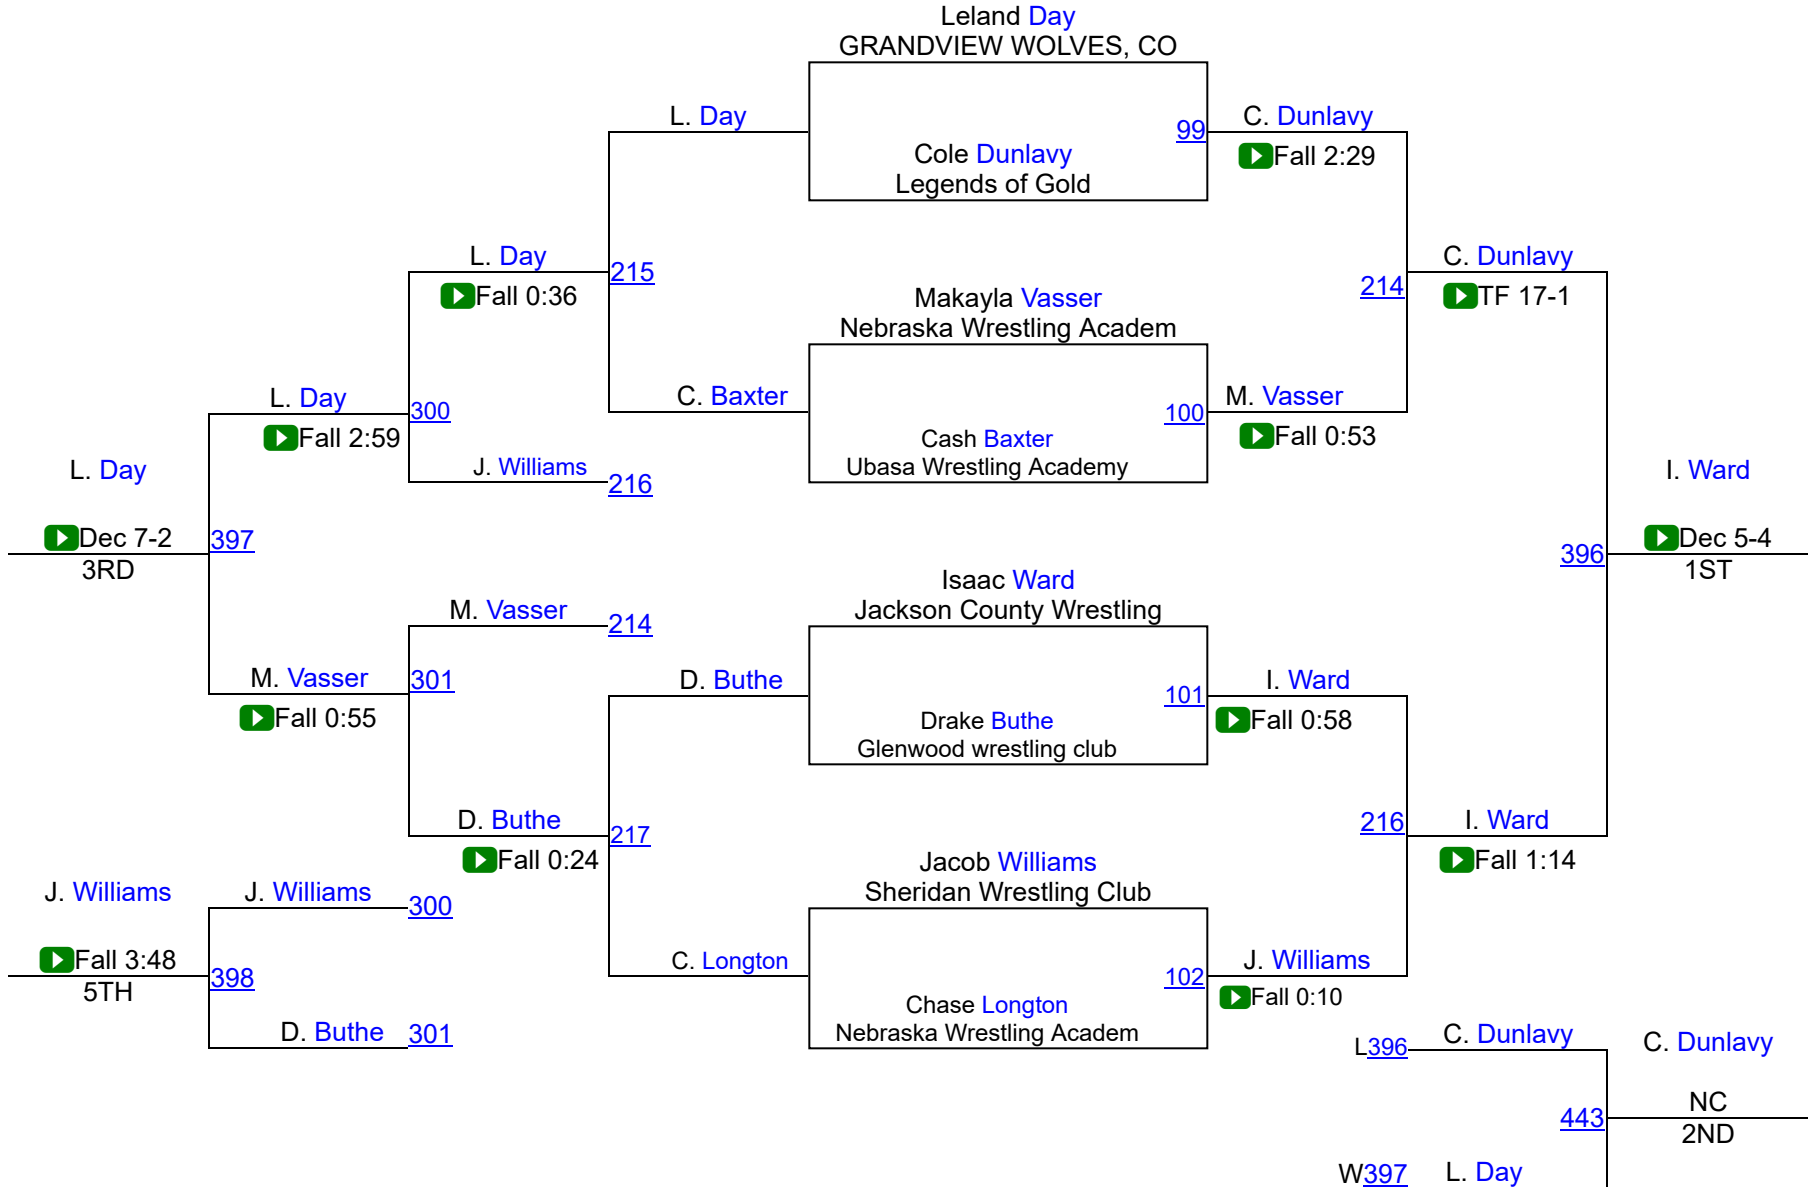 Leland Day
GRANDVIEW WOLVES, CO
L. Day
99
C. Dunlavy
Cole Dunlavy
Legends of Gold
Fall 2:29
L. Day
215
Fall 0:36
C. Dunlavy
214
TF 17-1
Makayla Vasser
Nebraska Wrestling Academ
L. Day
300
Fall 2:59
C. Baxter
100
M. Vasser
Cash Baxter
Ubasa Wrestling Academy
Fall 0:53
J. Williams
216
L. Day
Dec 7-2
397
3RD
I. Ward
396
Dec 5-4
1ST
Isaac Ward
Jackson County Wrestling
M. Vasser
214
M. Vasser
301
Fall 0:55
D. Buthe
101
I. Ward
Drake Buthe
Glenwood wrestling club
Fall 0:58
D. Buthe
217
Fall 0:24
216
I. Ward
Fall 1:14
Jacob Williams
Sheridan Wrestling Club
J. Williams
J. Williams
300
Fall 3:48
398
5TH
D. Buthe
301
C. Longton
102
J. Williams
Chase Longton
Nebraska Wrestling Academ
Fall 0:10
L396
C. Dunlavy
C. Dunlavy
443
NC
2ND
W397
L. Day